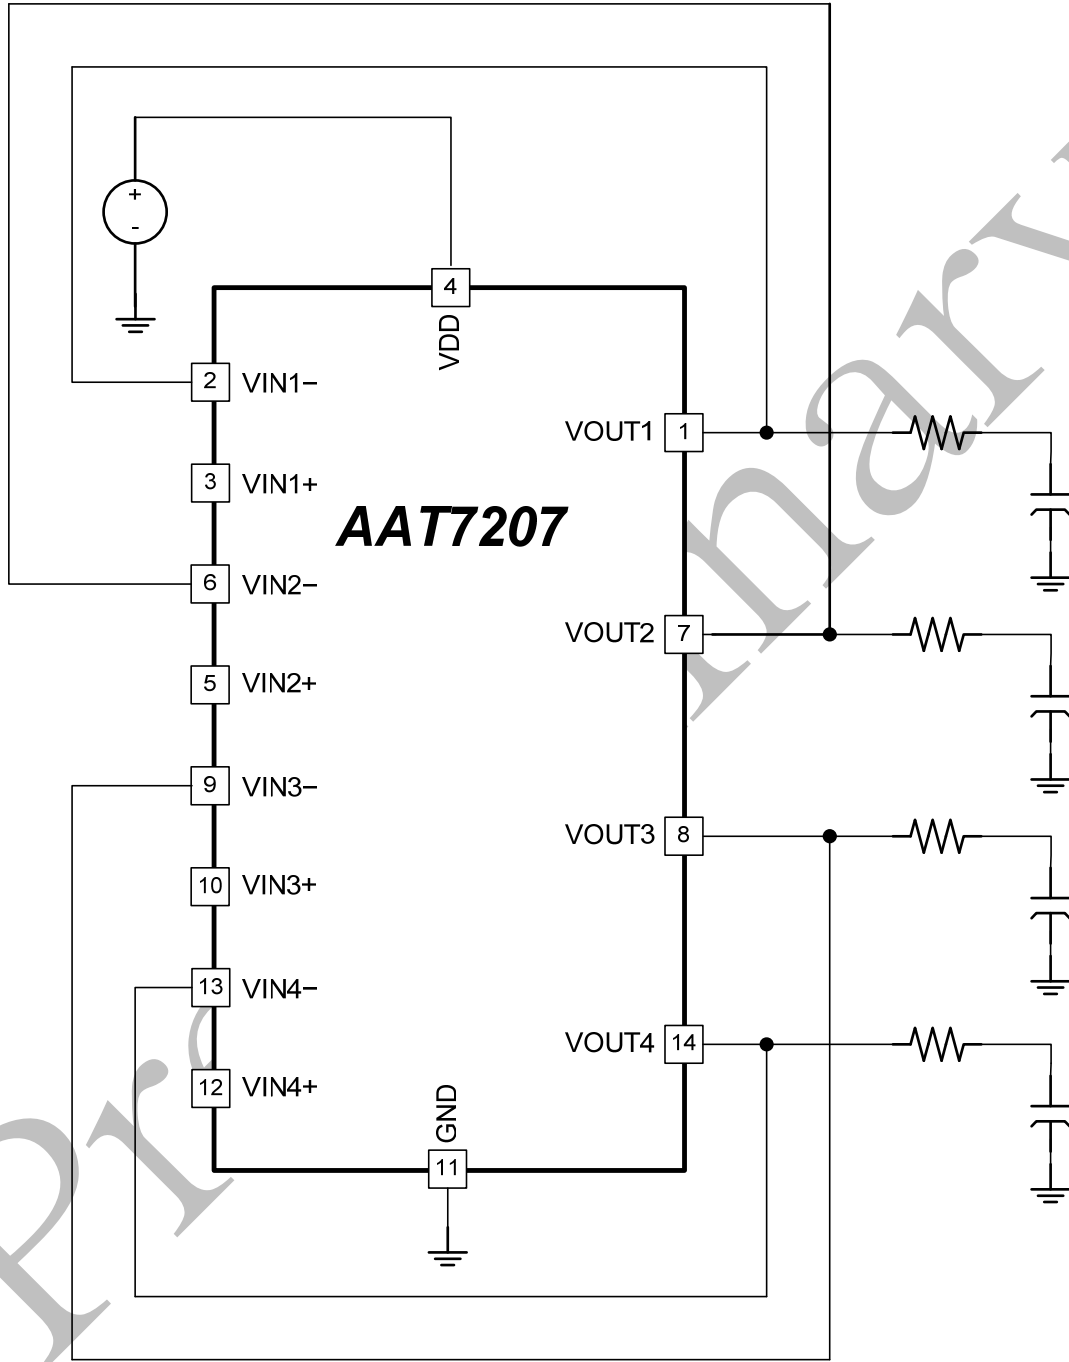 +
-
4
VDD
2 VIN1−
VOUT1 1
3 VIN1+
AAT7207
6 VIN2−
VOUT2 7
5 VIN2+
9 VIN3−
VOUT3 8
10 VIN3+
13 VIN4−
VOUT4 14
12 VIN4+
GND
11